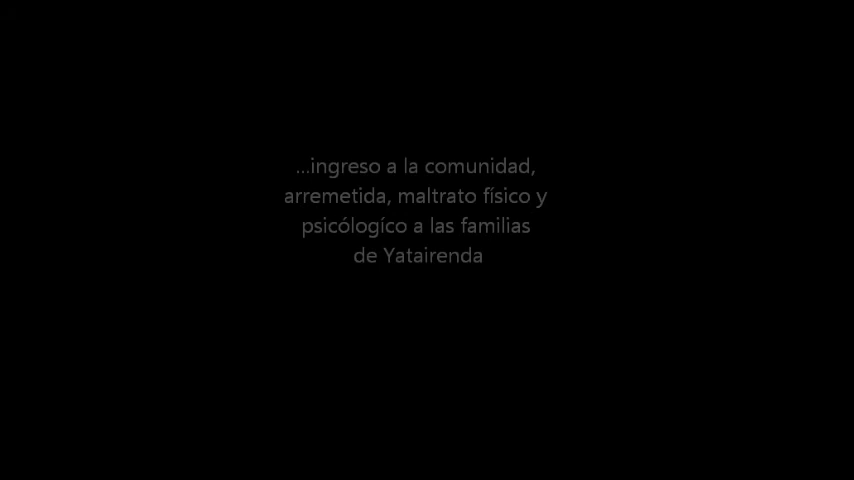 ...ingreso a la comunidad,
arremetida, maltrato físico y
psicólogíco a las familias
de Yatairenda